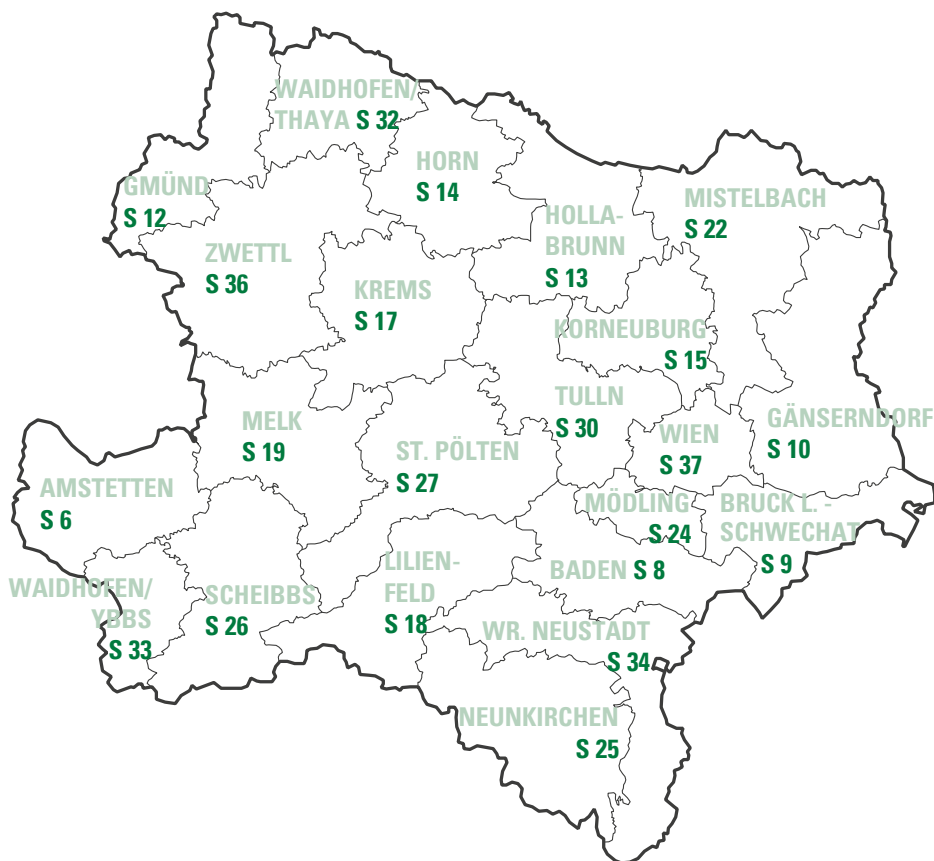 WAIDHOFEN/
THAYA S 32
HORN
S 14
GMÜND
S 12
MISTELBACH
S 22
HOLLA-
BRUNN
S 13
ZWETTL
S 36
KREMS
S 17
KORNEUBURG
S 15
MELK
S 19
TULLN
S 30
GÄNSERNDORF
S 10
WIEN
S 37
ST. PÖLTEN
S 27
AMSTETTEN
S 6
MÖDLING
S 24
BRUCK L. -
SCHWECHAT
S 9
WAIDHOFEN/
YBBS
S 33
SCHEIBBS
S 26
LILIEN-
FELD
S 18
BADEN S 8
WR. NEUSTADT
S 34
NEUNKIRCHEN
S 25